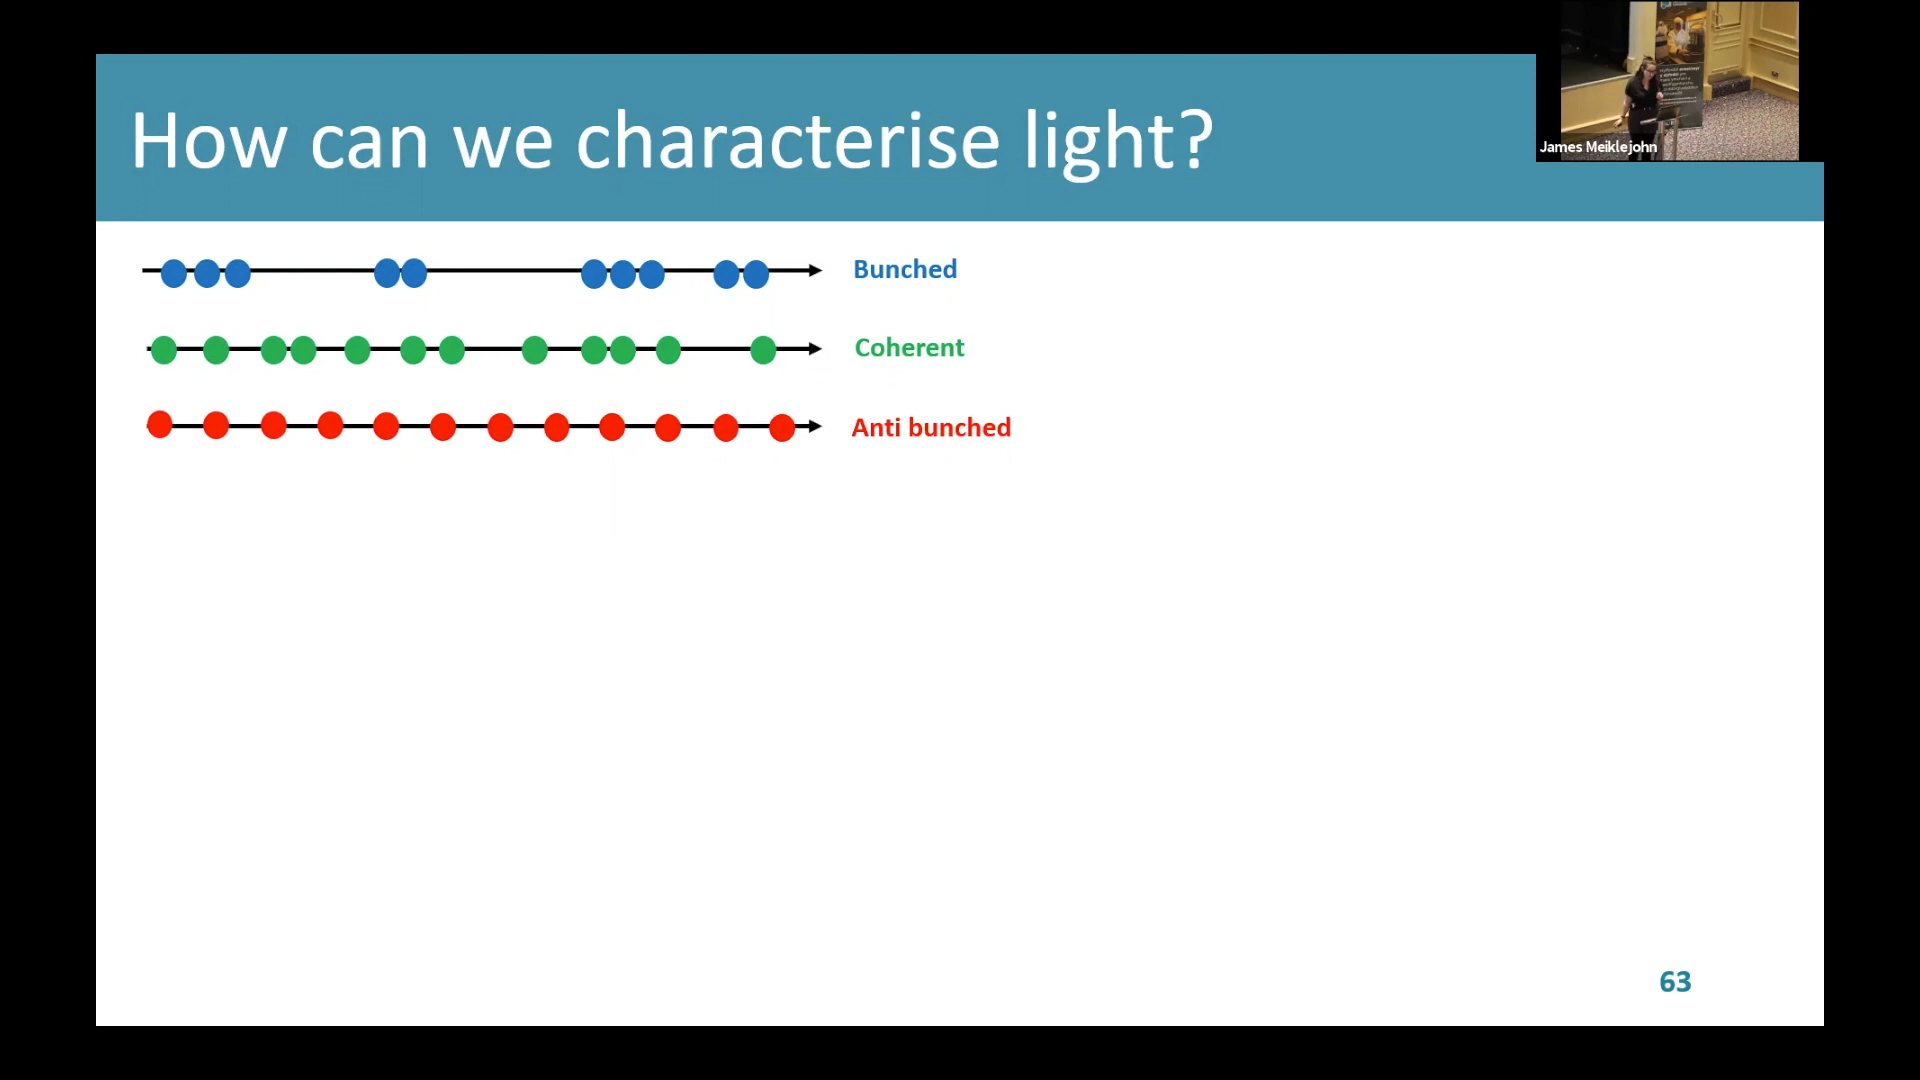 How can we characterise light?
James Meiklejohn
Bunched
Coherent
Anti bunched
63